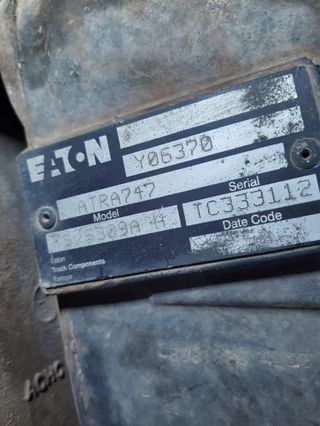 EATON
Y06370
Serial
ATRA747
TC333112
Model
Date Code
Eaton
Truck Components
Europe